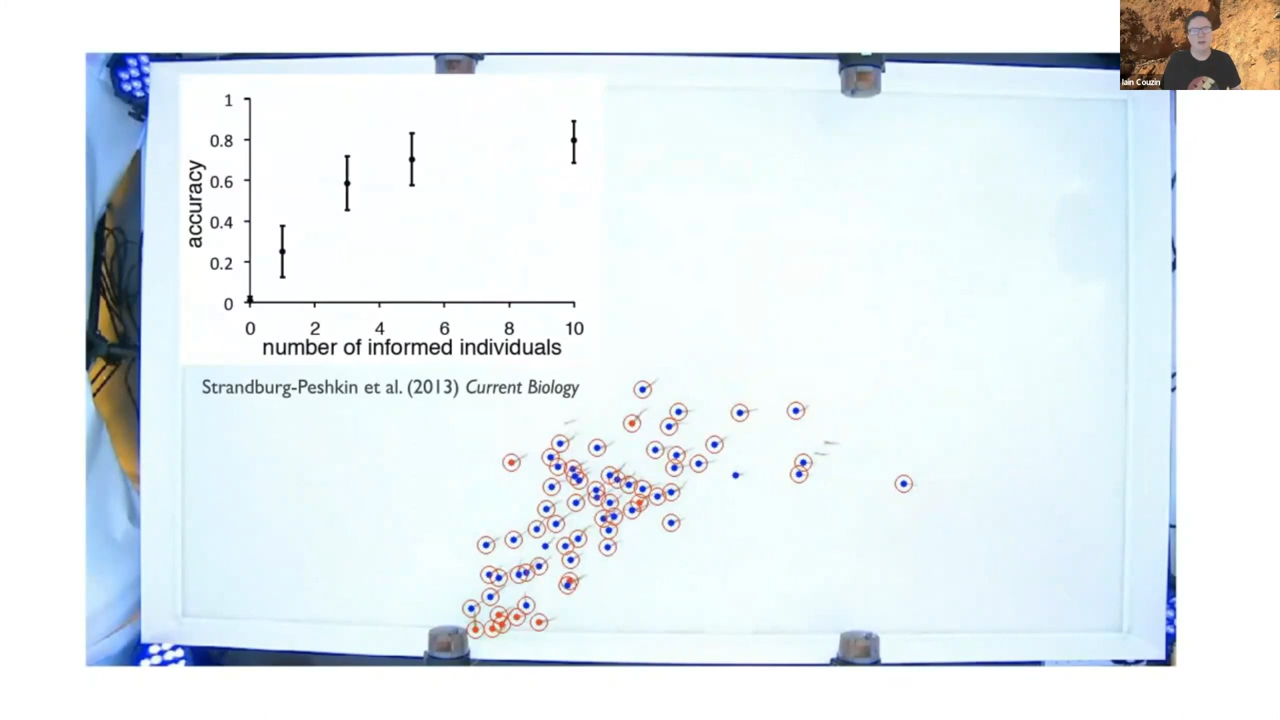 Iain Couzin
1
0.8
0.6
0.4
0.2
0
accuracy
0 2 4 6 8 10
number of informed individuals
Strandburg-Peshkin et al. (2013) Current Biology